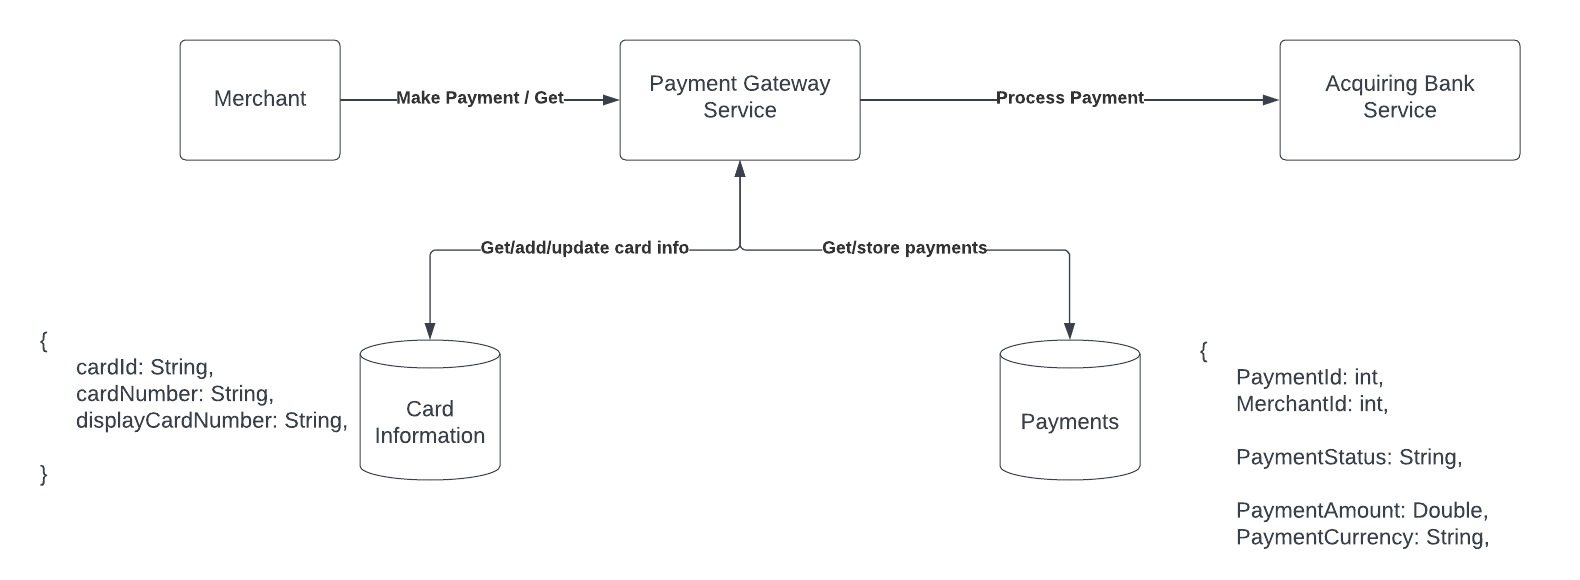 Merchant
Make Payment / Get
Payment Gateway
Service
Process Payment
Acquiring Bank
Service
Get/add/update card info
Get/store payments
{
cardId: String,
cardNumber: String,
displayCardNumber: String,
}
Card
Information
Payments
{
PaymentId: int,
MerchantId: int,
PaymentStatus: String,
PaymentAmount: Double,
PaymentCurrency: String,